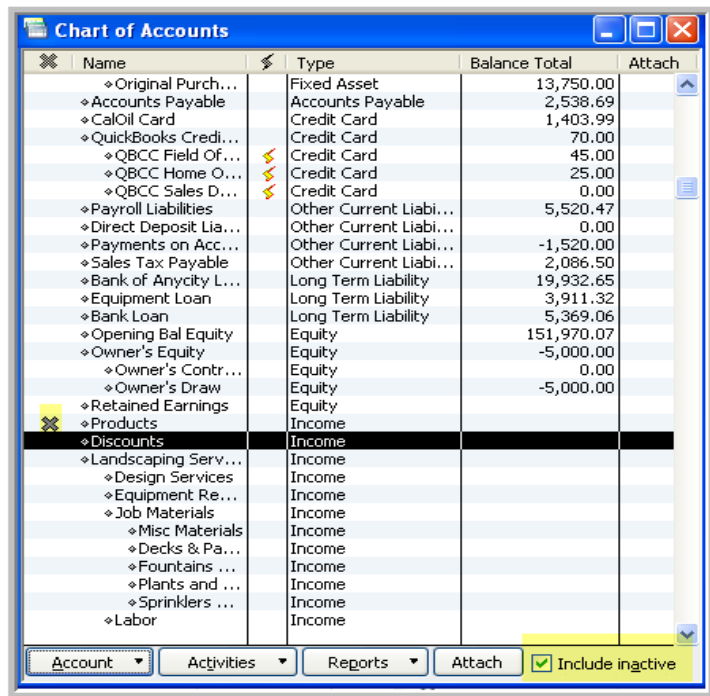 Chart of Accounts
Name Type Balance Total Attach
Original Purch... Fixed Asset 13,750.00
Accounts Payable Accounts Payable 2,538.69
CalOil Card Credit Card 1,403.99
QuickBooks Credi... Credit Card 70.00
QBCC Field Of... Credit Card 45.00
QBCC Home O... Credit Card 25.00
QBCC Sales D... Credit Card 0.00
Payroll Liabilities Other Current Liabi... 5,520.47
Direct Deposit Lia... Other Current Liabi... 0.00
Payments on Acc... Other Current Liabi... -1,520.00
Sales Tax Payable Other Current Liabi... 2,086.50
Bank of Anycity L... Long Term Liability 19,932.65
Equipment Loan Long Term Liability 3,911.32
Bank Loan Long Term Liability 5,369.06
Opening Bal Equity Equity 151,970.07
Owner's Equity Equity -5,000.00
Owner's Contr... Equity 0.00
Owner's Draw Equity -5,000.00
Retained Earnings Equity
Products Income
Discounts Income
Landscaping Serv... Income
Design Services Income
Equipment Re... Income
Job Materials Income
Misc Materials Income
Decks & Pa... Income
Fountains ... Income
Plants and ... Income
Sprinklers ... Income
Labor Income
Account Activities Reports Attach Include inactive